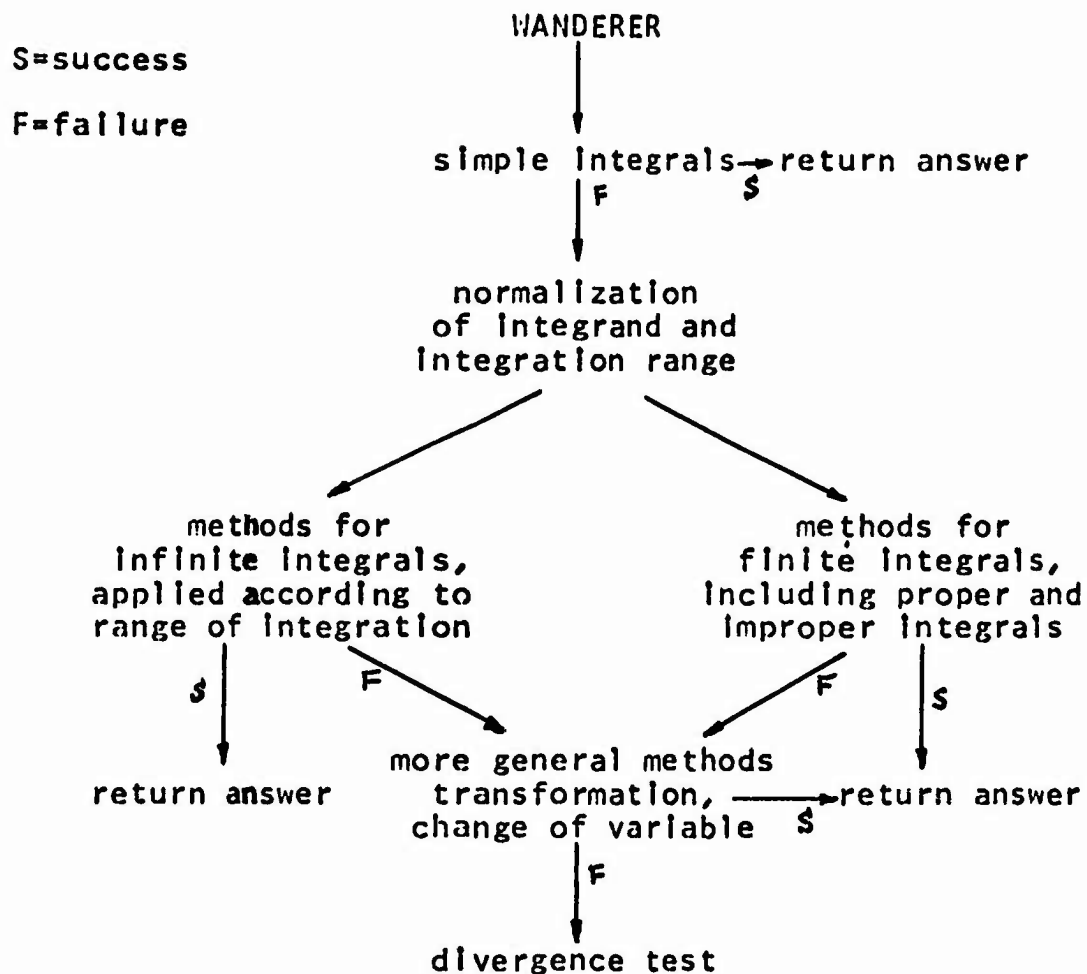 WANDERER
S=success
F=failure
simple integrals
S
return answer
F
normalization
of integrand and
integration range
methods for
infinite integrals,
applied according to
range of integration
methods for
finite integrals,
including proper and
improper integrals
S
F
F
S
return answer
more general methods
transformation,
change of variable
S
return answer
F
divergence test